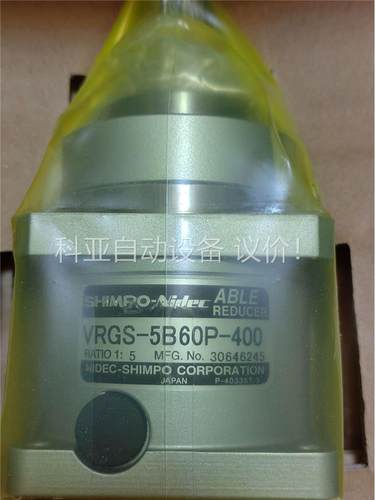 科亚自动设备 议价!
SHIMPO-Nidec ABLE REDUCER
VRGS-5B60P-400
RATIO 1: 5 MFG. No. 30646245
NIDEC-SHIMPO CORPORATION
JAPAN